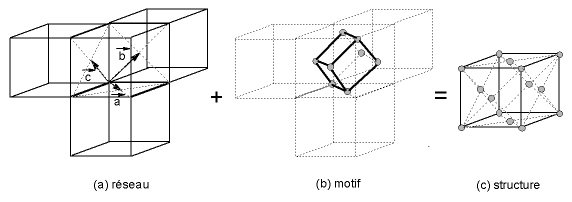 b
c
a
+
=
(a) réseau
(b) motif
(c) structure